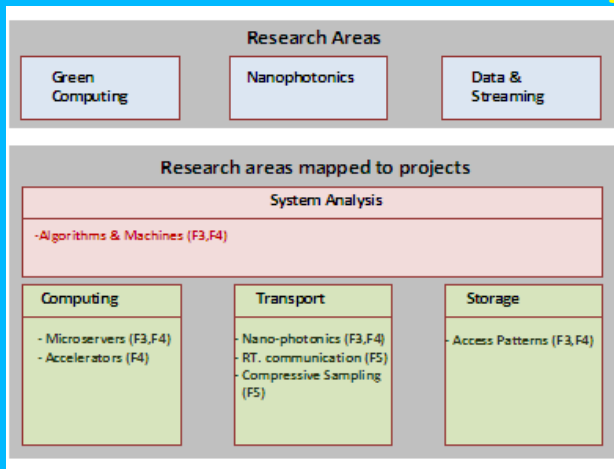 Research Areas
Green
Computing
Nanophotonics
Data &
Streaming
Research areas mapped to projects
System Analysis
-Algorithms & Machines (F3,F4)
Computing
- Microservers (F3,F4)
- Accelerators (F4)
Transport
- Nano-photonics (F3,F4)
- RT. communication (F5)
- Compressive Sampling
(F5)
Storage
- Access Patterns (F3,F4)